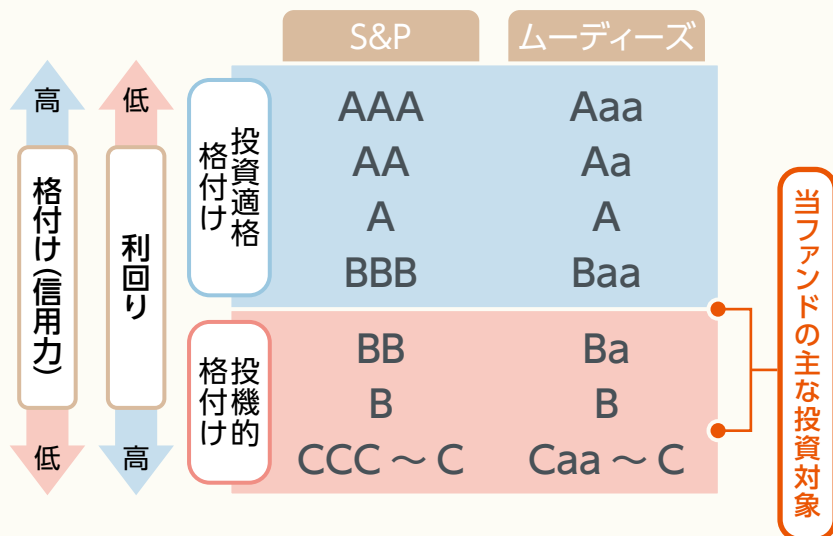 S&P ムーディーズ
高
格付け(信用力)
低
低
利回り
高
投資適格
格付け
AAA Aaa
AA Aa
A A
BBB Baa
投機的
格付け
BB Ba
B B
CCC ～ C Caa ～ C
当ファンドの主な投資対象